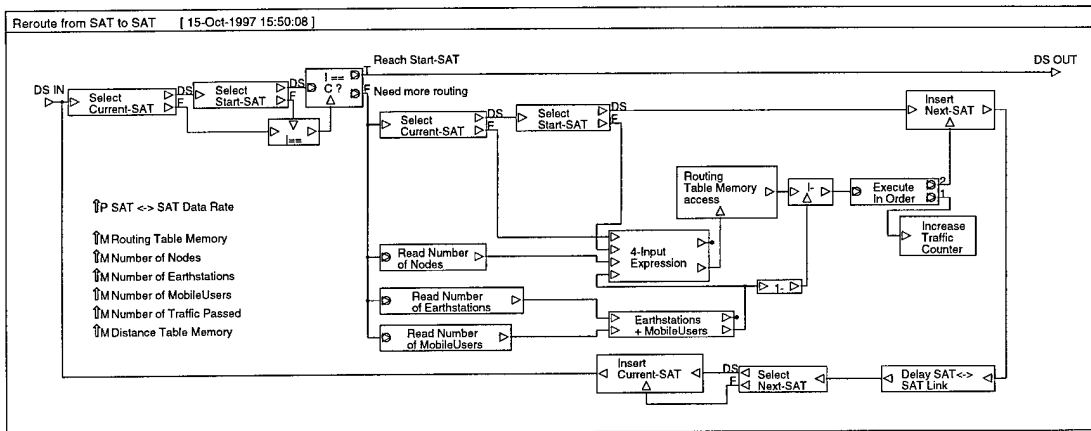 Reroute from SAT to SAT [ 15-Oct-1997 15:50:08 ]
Reach Start-SAT
DS OUT
DS IN
Select
Current-SAT
DS
F
Select
Start-SAT
DS
F
I ==
C ?
T
F
Need more routing
I==
Select
Current-SAT
DS
F
Select
Start-SAT
DS
F
Insert
Next-SAT
Routing
Table Memory
access
I-
Execute
In Order
2
1
Increase
Traffic
Counter
⇑P SAT <-> SAT Data Rate
⇑M Routing Table Memory
⇑M Number of Nodes
⇑M Number of Earthstations
⇑M Number of MobileUsers
⇑M Number of Traffic Passed
⇑M Distance Table Memory
Read Number
of Nodes
4-Input
Expression
1-
Read Number
of Earthstations
Earthstations
+ MobileUsers
Read Number
of MobileUsers
Insert
Current-SAT
DS
F
Select
Next-SAT
Delay SAT<->
SAT Link